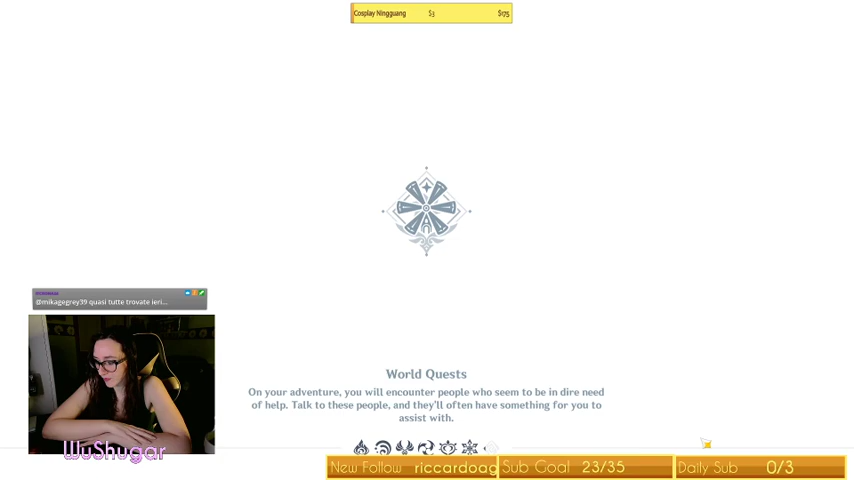 Cosplay Ningguang $3 $175
@mikagegrey39 quasi tutte trovate ieri...
World Quests
On your adventure, you will encounter people who seem to be in dire need
of help. Talk to these people, and they'll often have something for you to
assist with.
WuShugar
New Follow riccardoag
Sub Goal 23/35
Daily Sub 0/3